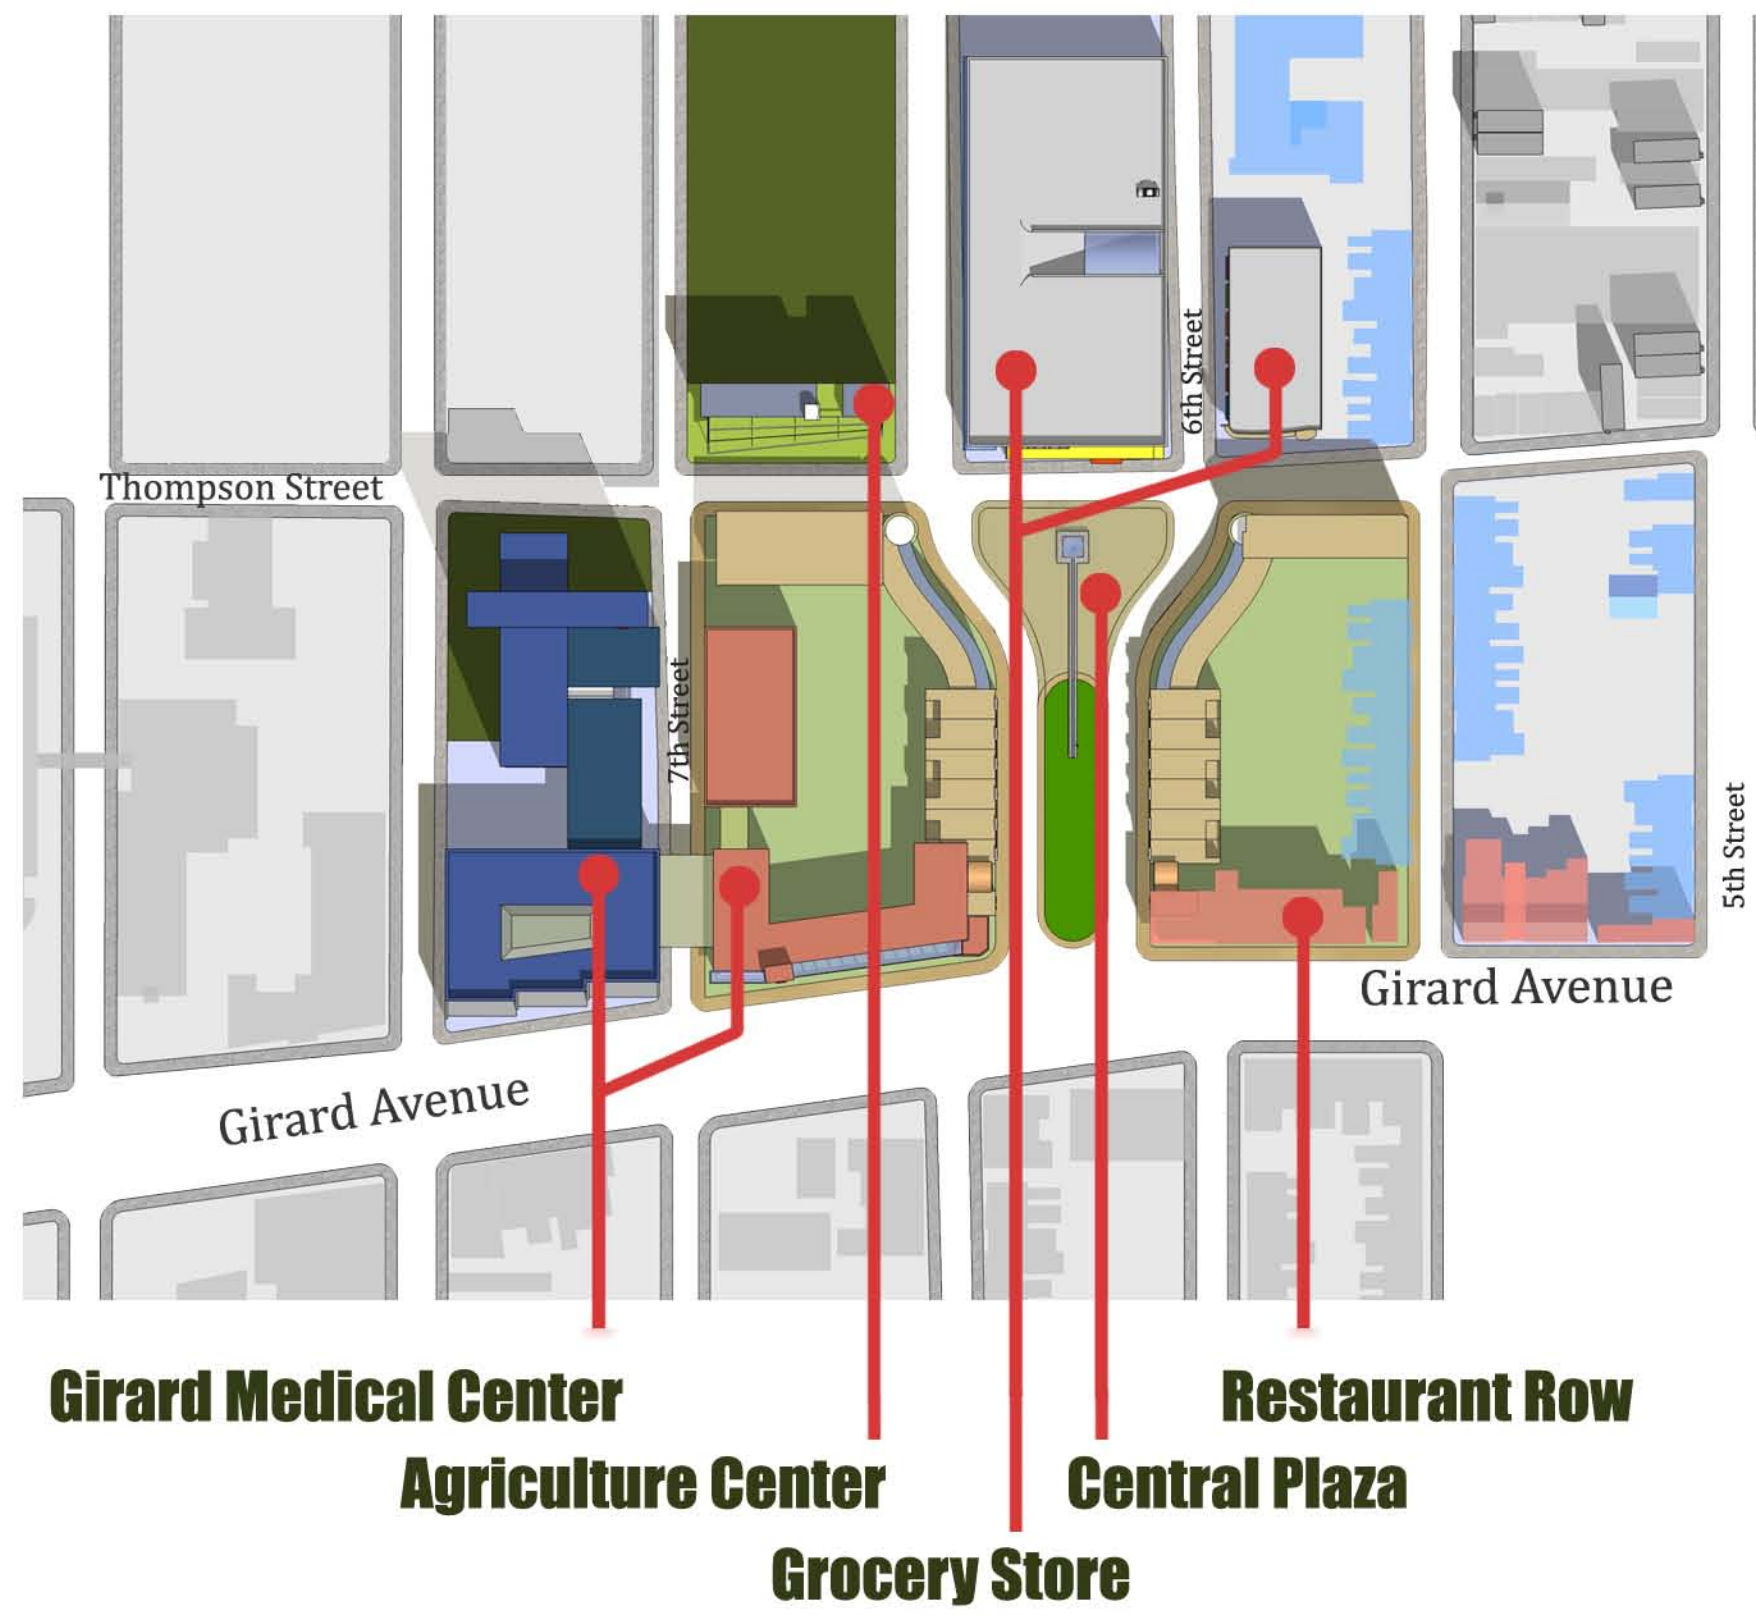 6th Street
Thompson Street
7th Street
5th Street
Girard Avenue
Girard Avenue
Girard Medical Center
Restaurant Row
Agriculture Center
Central Plaza
Grocery Store